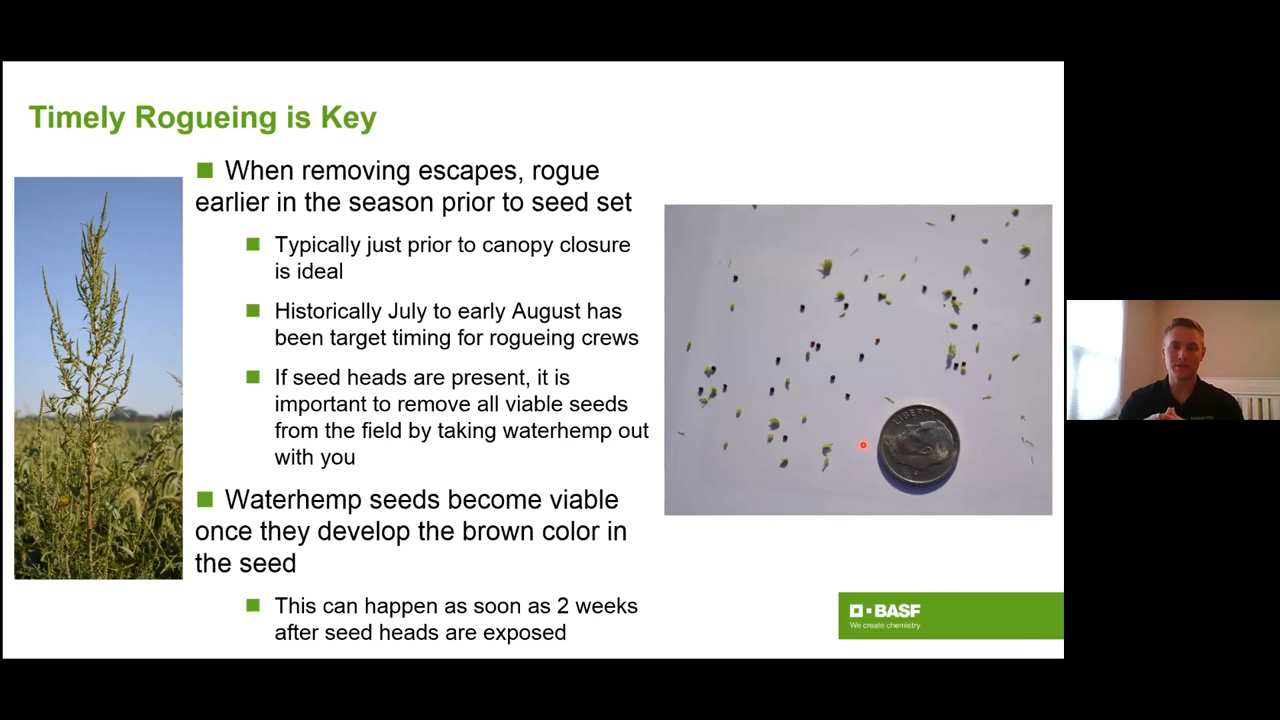 Timely Rogueing is Key
When removing escapes, rogue
earlier in the season prior to seed set
Typically just prior to canopy closure
is ideal
Historically July to early August has
been target timing for rogueing crews
If seed heads are present, it is
important to remove all viable seeds
from the field by taking waterhemp out
with you
Waterhemp seeds become viable
once they develop the brown color in
the seed
This can happen as soon as 2 weeks
after seed heads are exposed
LIBERTY
BASF
We create chemistry